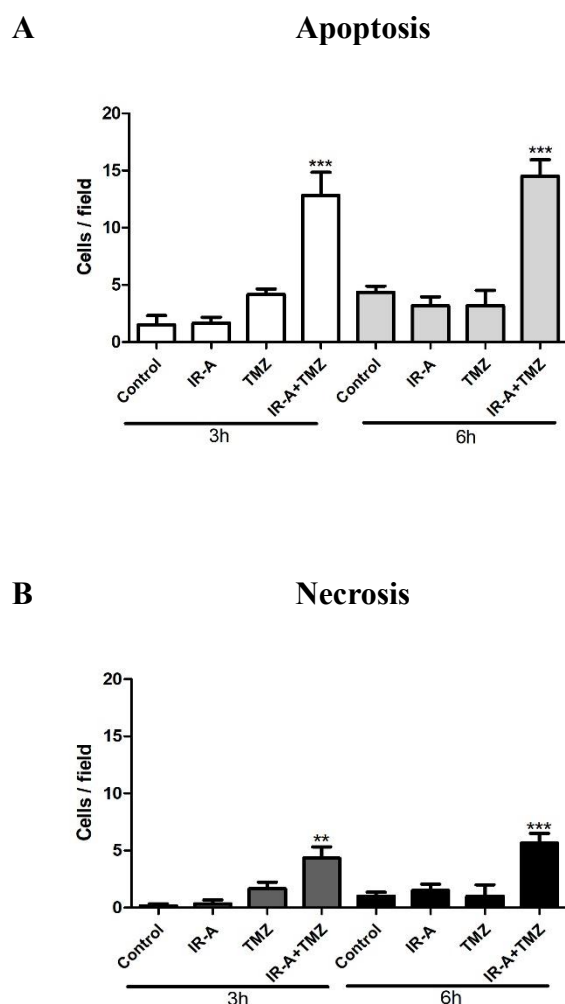 A Apoptosis
20
15
10
5
0
Cells / field
*** ***
Control IR-A TMZ IR-A+TMZ Control IR-A TMZ IR-A+TMZ
3h 6h
B Necrosis
20
15
10
5
0
Cells / field
** ***
Control IR-A TMZ IR-A+TMZ Control IR-A TMZ IR-A+TMZ
3h 6h